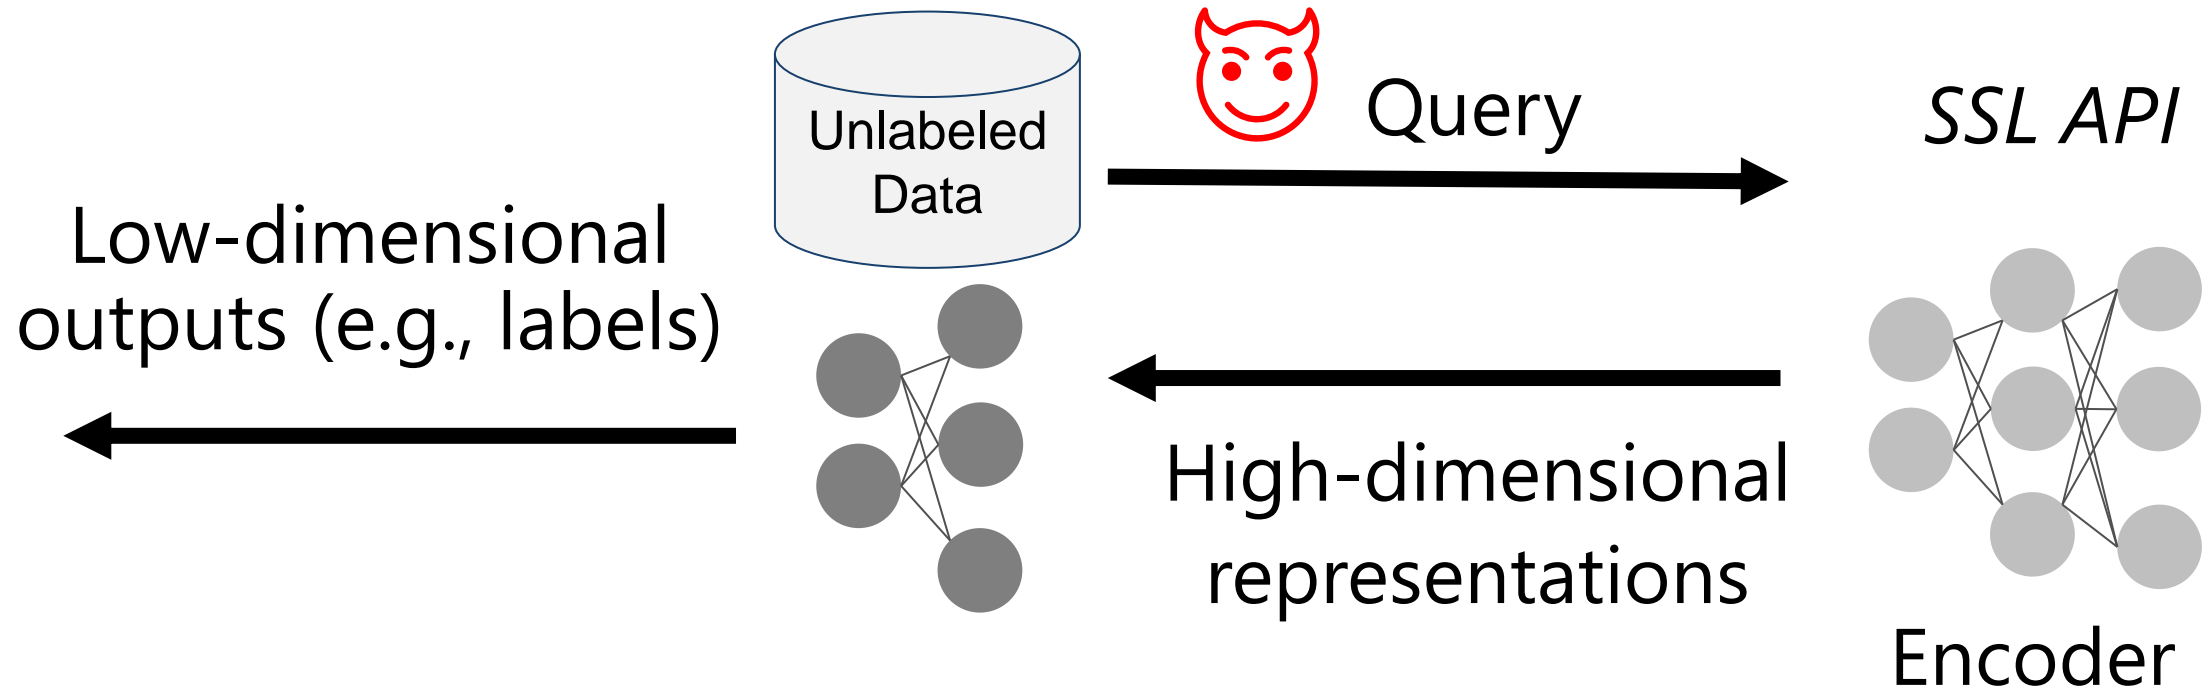 Unlabeled
Data
Query
SSL API
Low-dimensional
outputs (e.g., labels)
High-dimensional
representations
Encoder